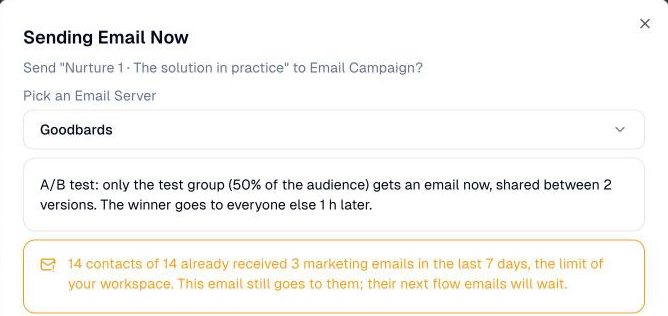 Sending Email Now
Send "Nurture 1 · The solution in practice" to Email Campaign?
Pick an Email Server
Goodbards
A/B test: only the test group (50% of the audience) gets an email now, shared between 2
versions. The winner goes to everyone else 1 h later.
14 contacts of 14 already received 3 marketing emails in the last 7 days, the limit of
your workspace. This email still goes to them; their next flow emails will wait.